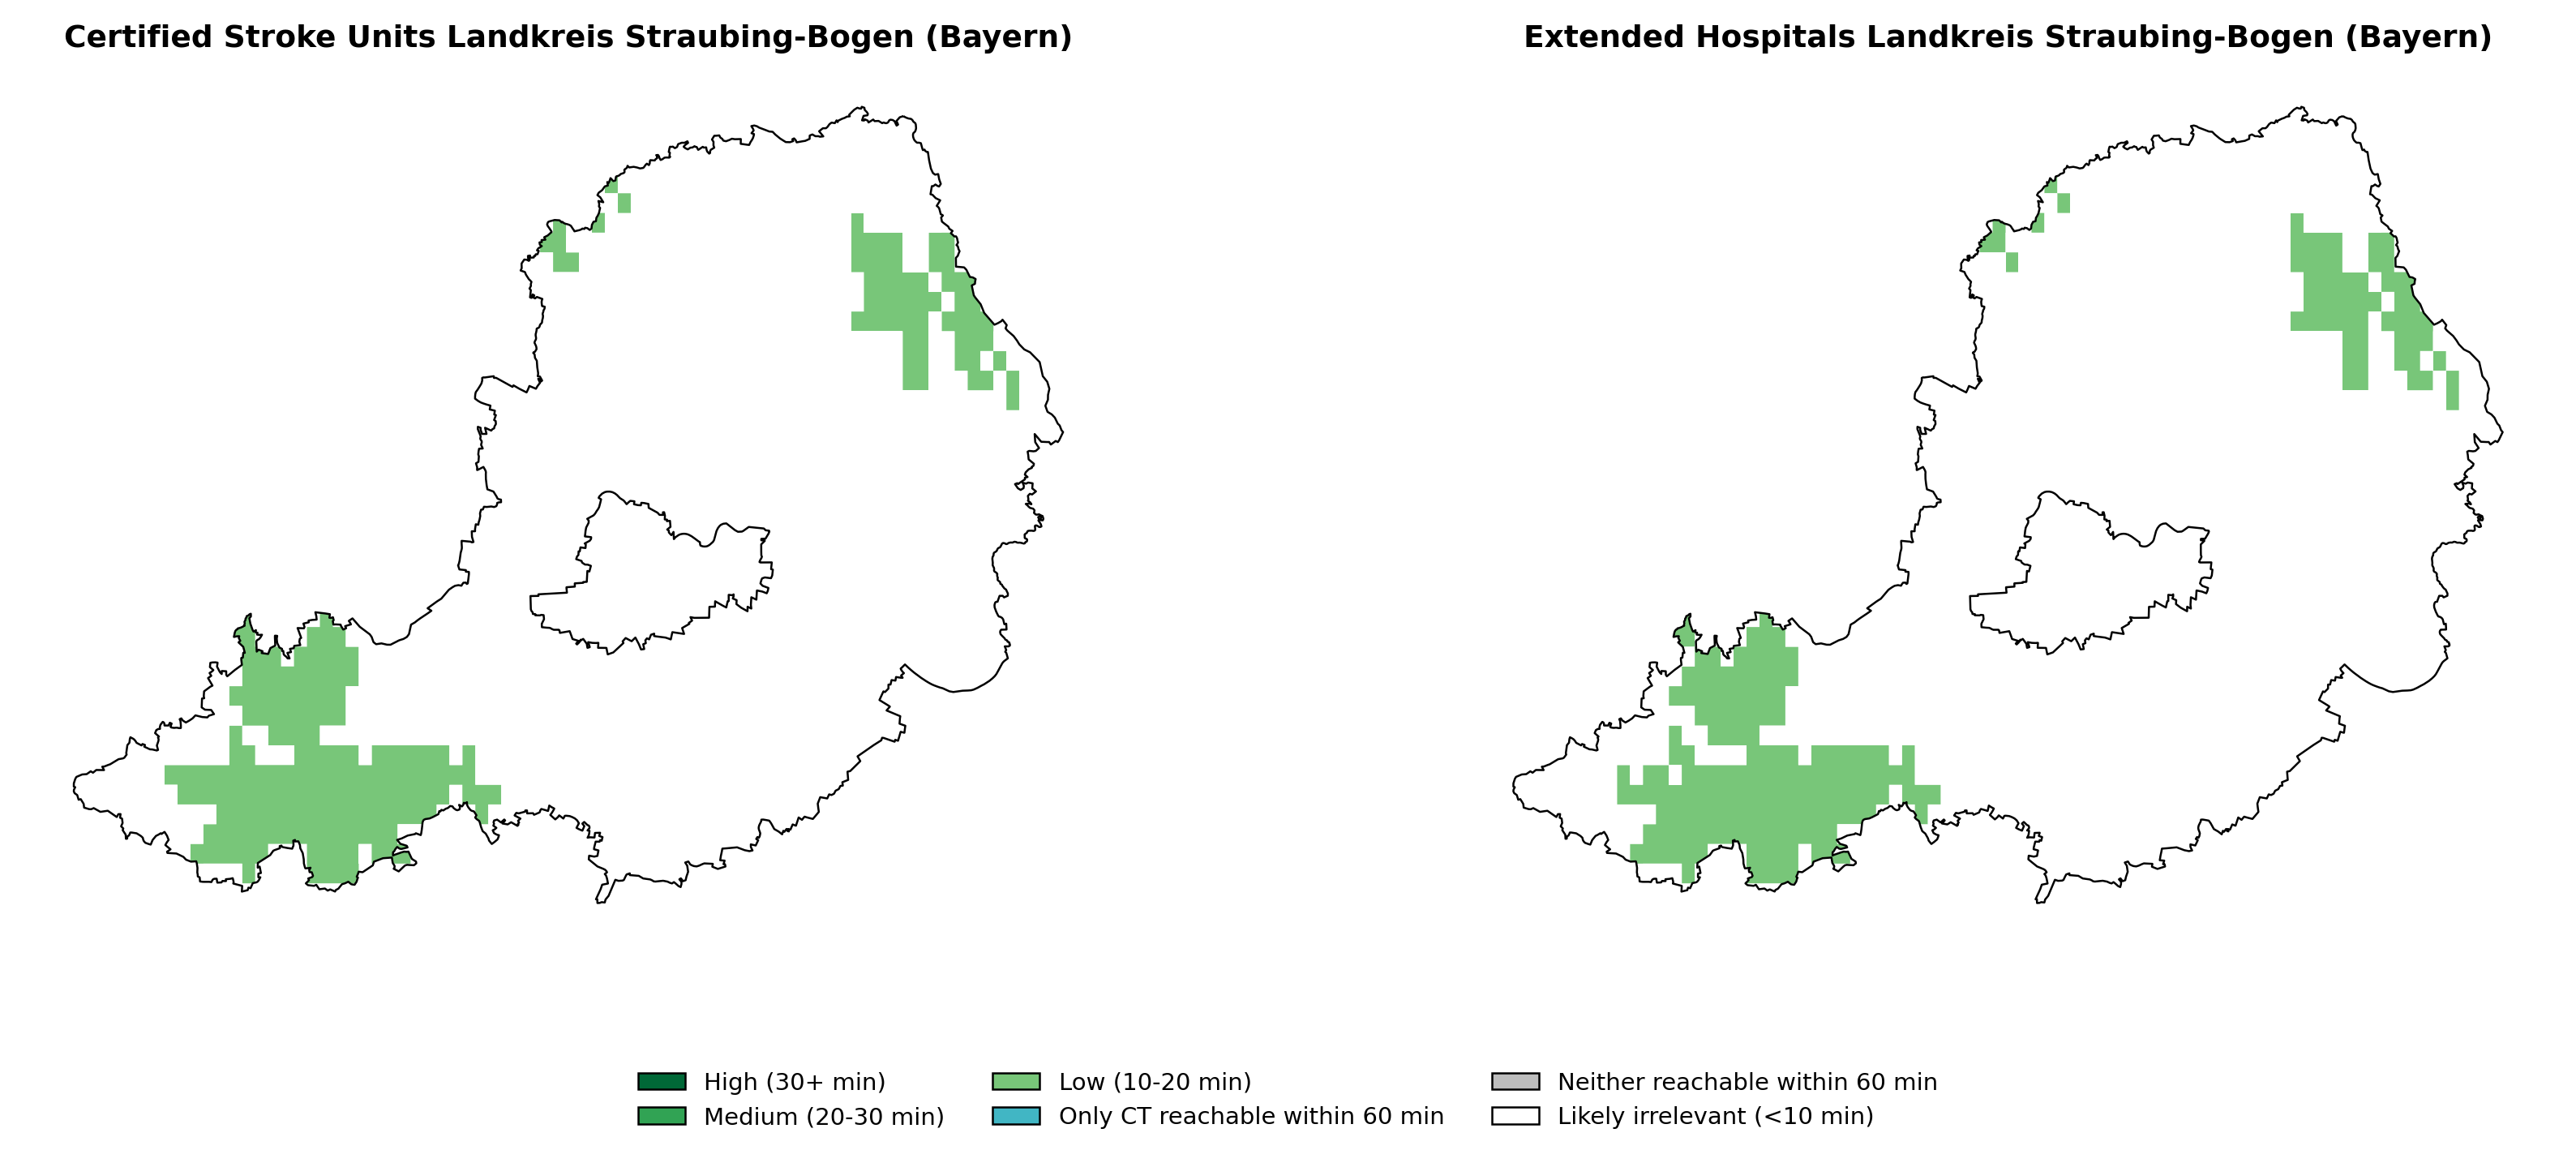 Certified Stroke Units Landkreis Straubing-Bogen (Bayern)
Extended Hospitals Landkreis Straubing-Bogen (Bayern)
High (30+ min)
Medium (20-30 min)
Low (10-20 min)
Only CT reachable within 60 min
Neither reachable within 60 min
Likely irrelevant (<10 min)